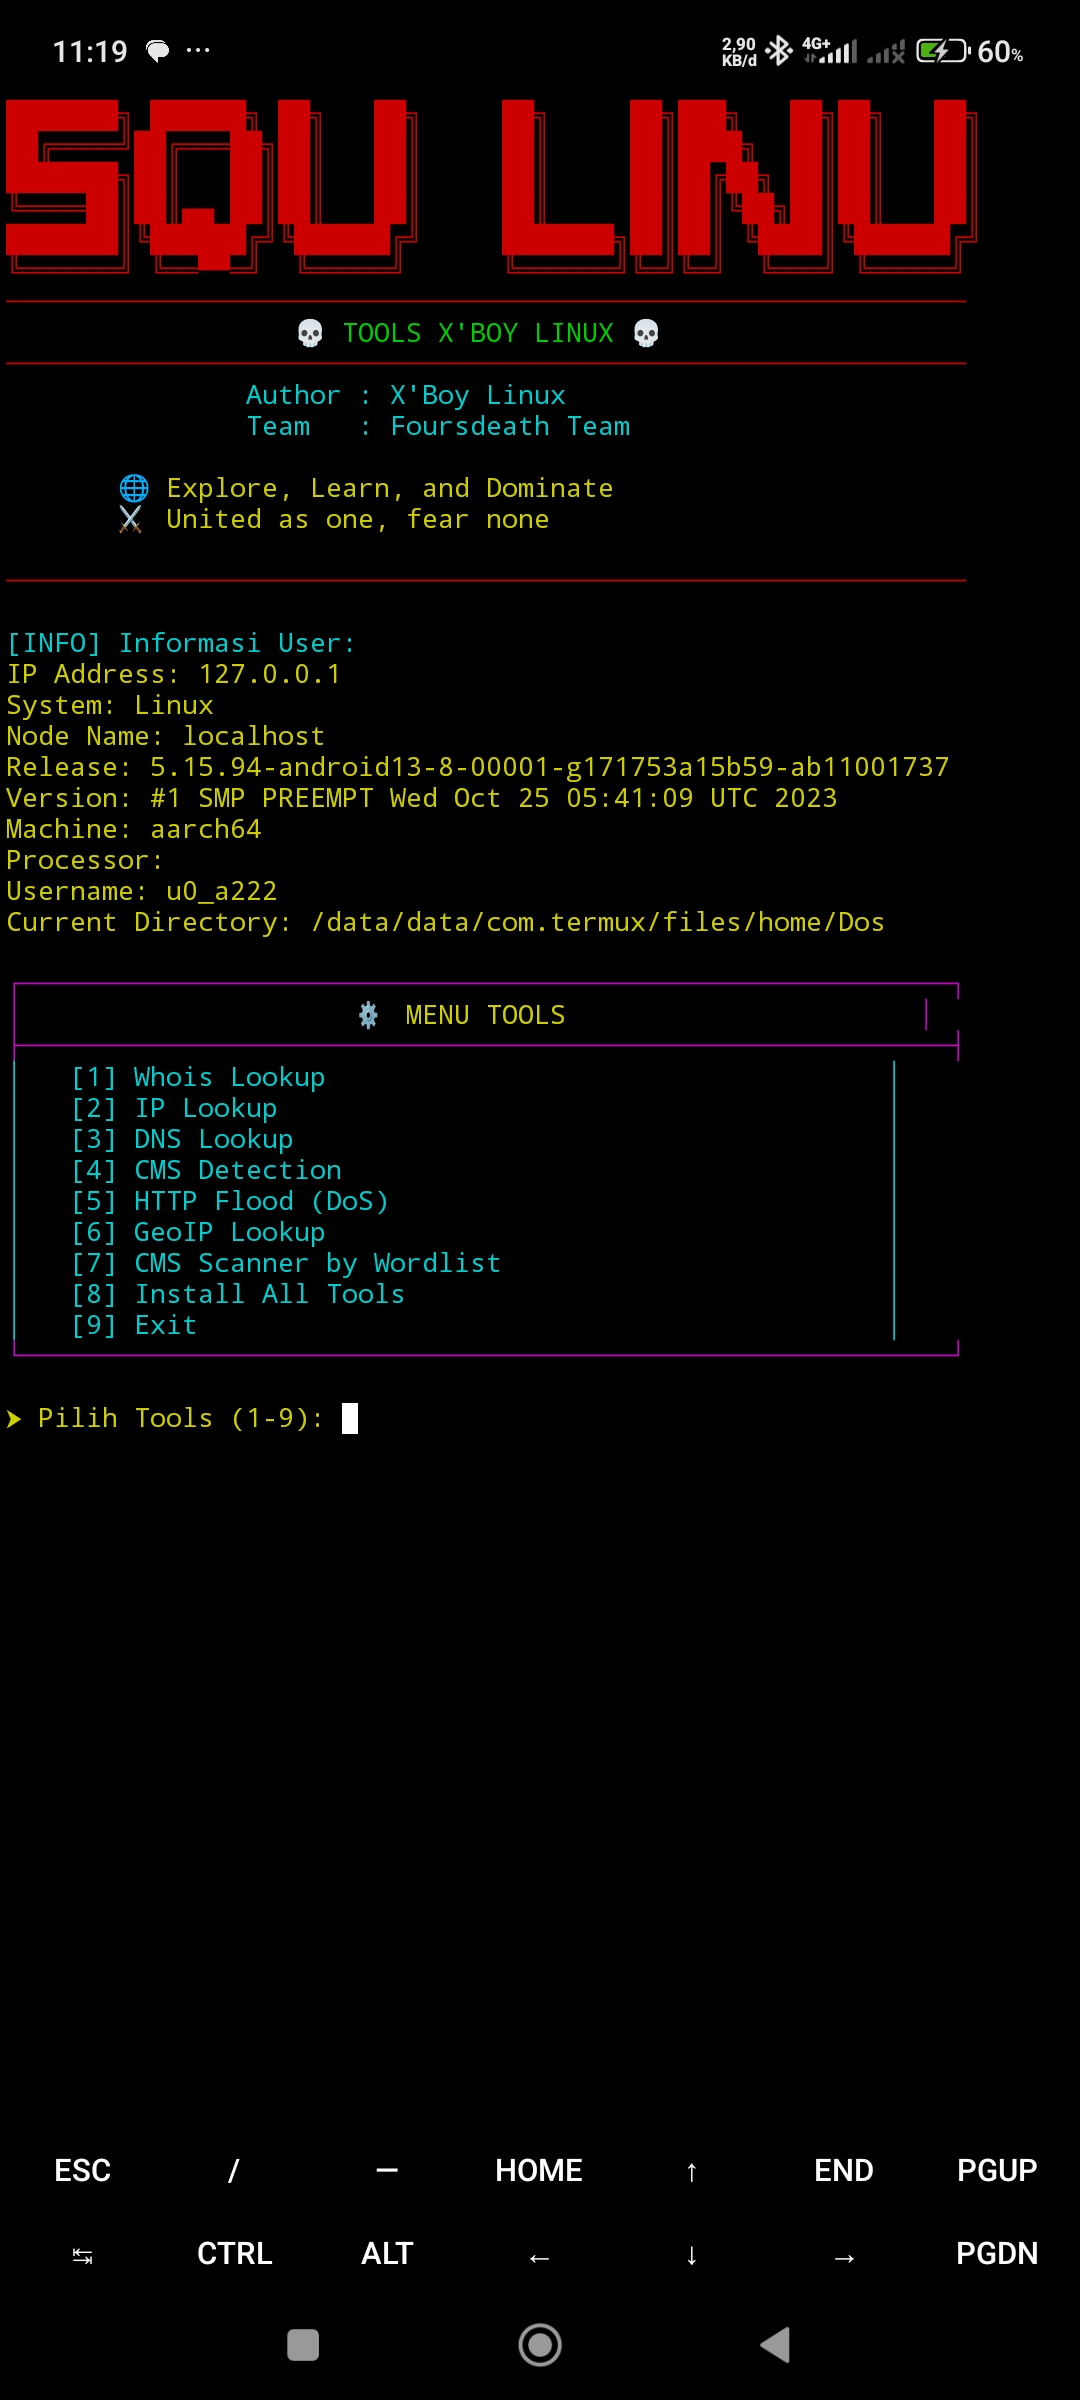 11:19 ... 2,90 KB/d 4G+ 60%
SQU LINU
💀 TOOLS X'BOY LINUX 💀
Author : X'Boy Linux
Team : Foursdeath Team
🌐 Explore, Learn, and Dominate
⚔ United as one, fear none
[INFO] Informasi User:
IP Address: 127.0.0.1
System: Linux
Node Name: localhost
Release: 5.15.94-android13-8-00001-g171753a15b59-ab11001737
Version: #1 SMP PREEMPT Wed Oct 25 05:41:09 UTC 2023
Machine: aarch64
Processor:
Username: u0_a222
Current Directory: /data/data/com.termux/files/home/Dos
⚙ MENU TOOLS
[1] Whois Lookup
[2] IP Lookup
[3] DNS Lookup
[4] CMS Detection
[5] HTTP Flood (DoS)
[6] GeoIP Lookup
[7] CMS Scanner by Wordlist
[8] Install All Tools
[9] Exit
➤ Pilih Tools (1-9):
ESC / — HOME ↑ END PGUP
↹ CTRL ALT ← ↓ → PGDN